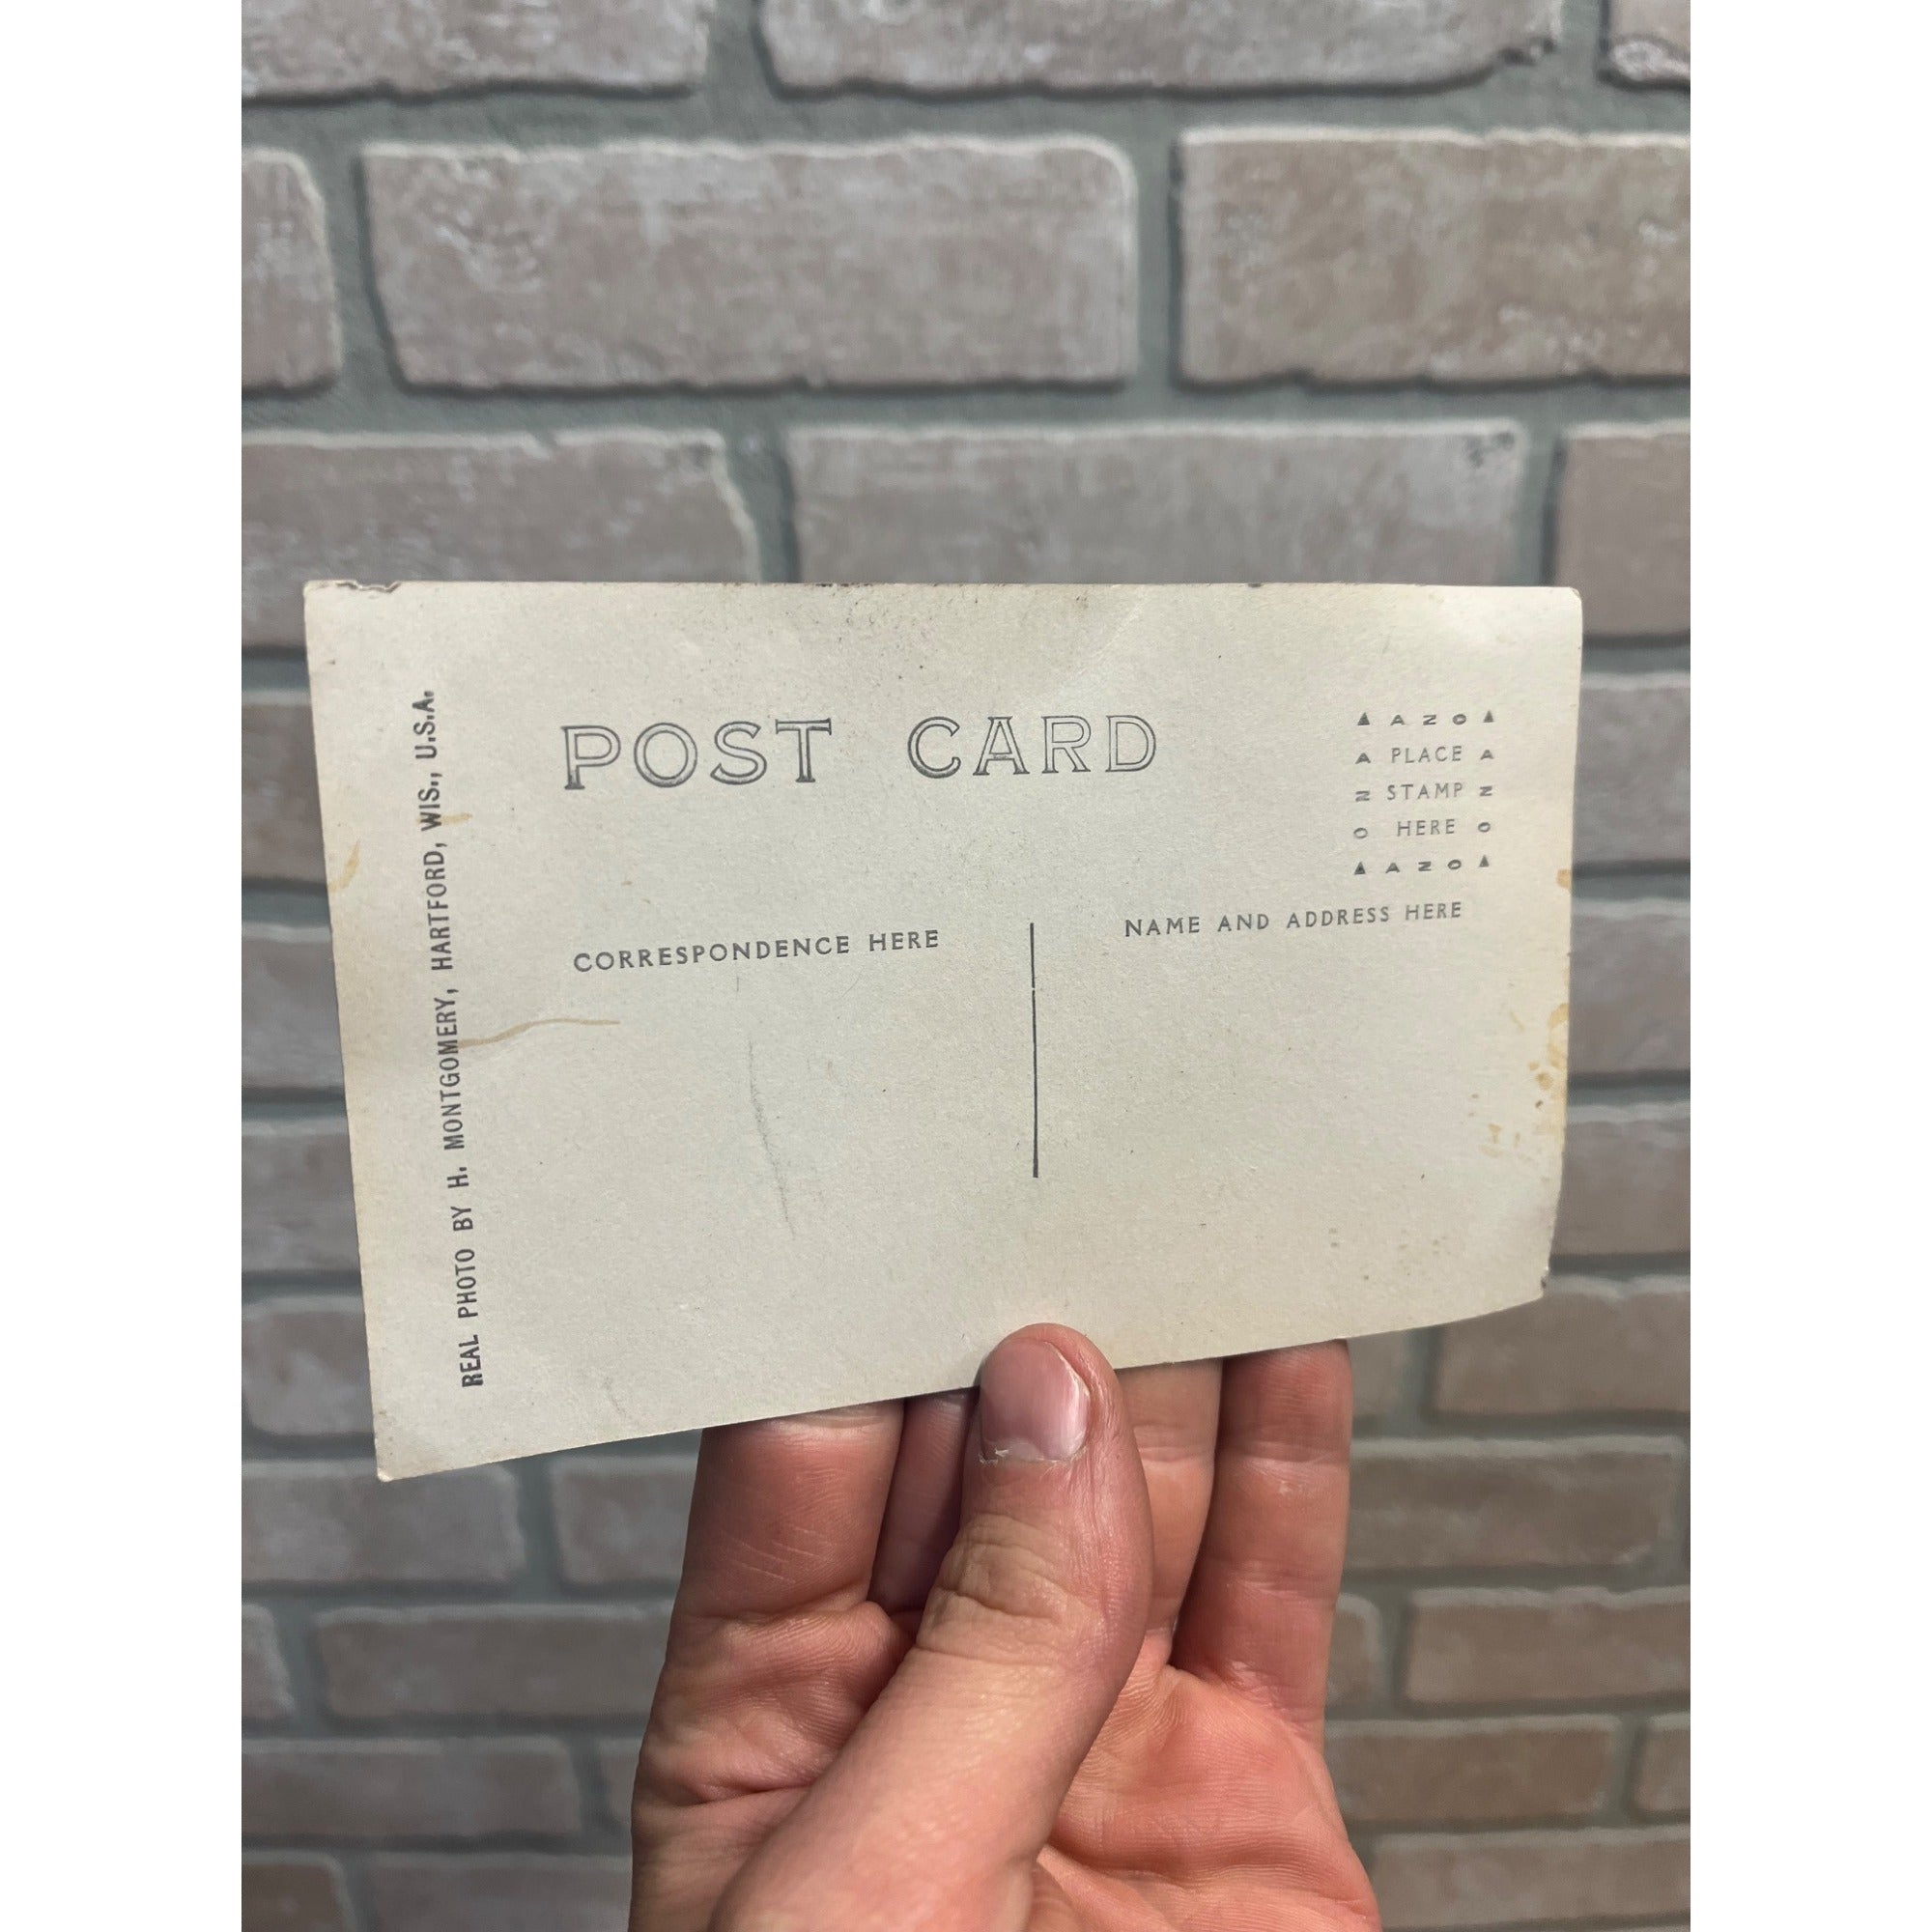 POST CARD
▲ AZO ▲
A PLACE A
N STAMP N
O HERE O
▲ AZO ▲
CORRESPONDENCE HERE
NAME AND ADDRESS HERE
REAL PHOTO BY H. MONTGOMERY, HARTFORD, WIS., U.S.A.